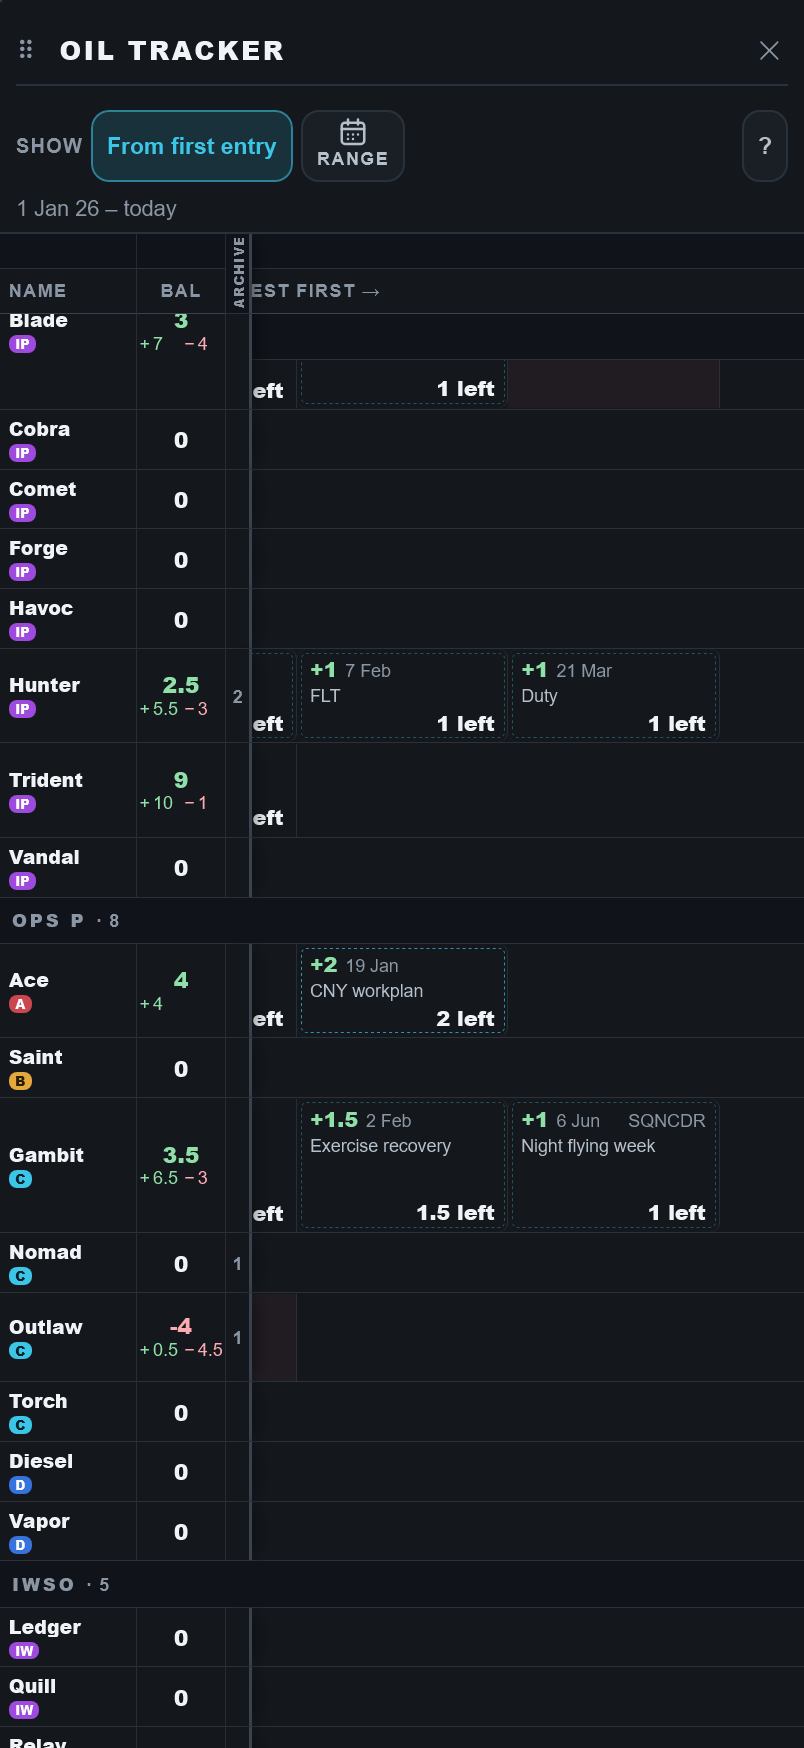 OIL TRACKER
SHOW From first entry RANGE ?
1 Jan 26 – today
NAME BAL ARCHIVE EST FIRST →
Blade 3
IP +7 −4
eft 1 left
Cobra 0
IP
Comet 0
IP
Forge 0
IP
Havoc 0
IP
+1 7 Feb +1 21 Mar
Hunter 2.5 2 FLT Duty
IP +5.5 −3
eft 1 left 1 left
Trident 9
IP +10 −1
eft
Vandal 0
IP
OPS P · 8
+2 19 Jan
Ace 4 CNY workplan
A +4
eft 2 left
Saint 0
B
+1.5 2 Feb +1 6 Jun SQNCDR
Exercise recovery Night flying week
Gambit 3.5
C +6.5 −3
eft 1.5 left 1 left
Nomad 0 1
C
Outlaw -4 1
C +0.5 −4.5
Torch 0
C
Diesel 0
D
Vapor 0
D
IWSO · 5
Ledger 0
IW
Quill 0
IW
Relay